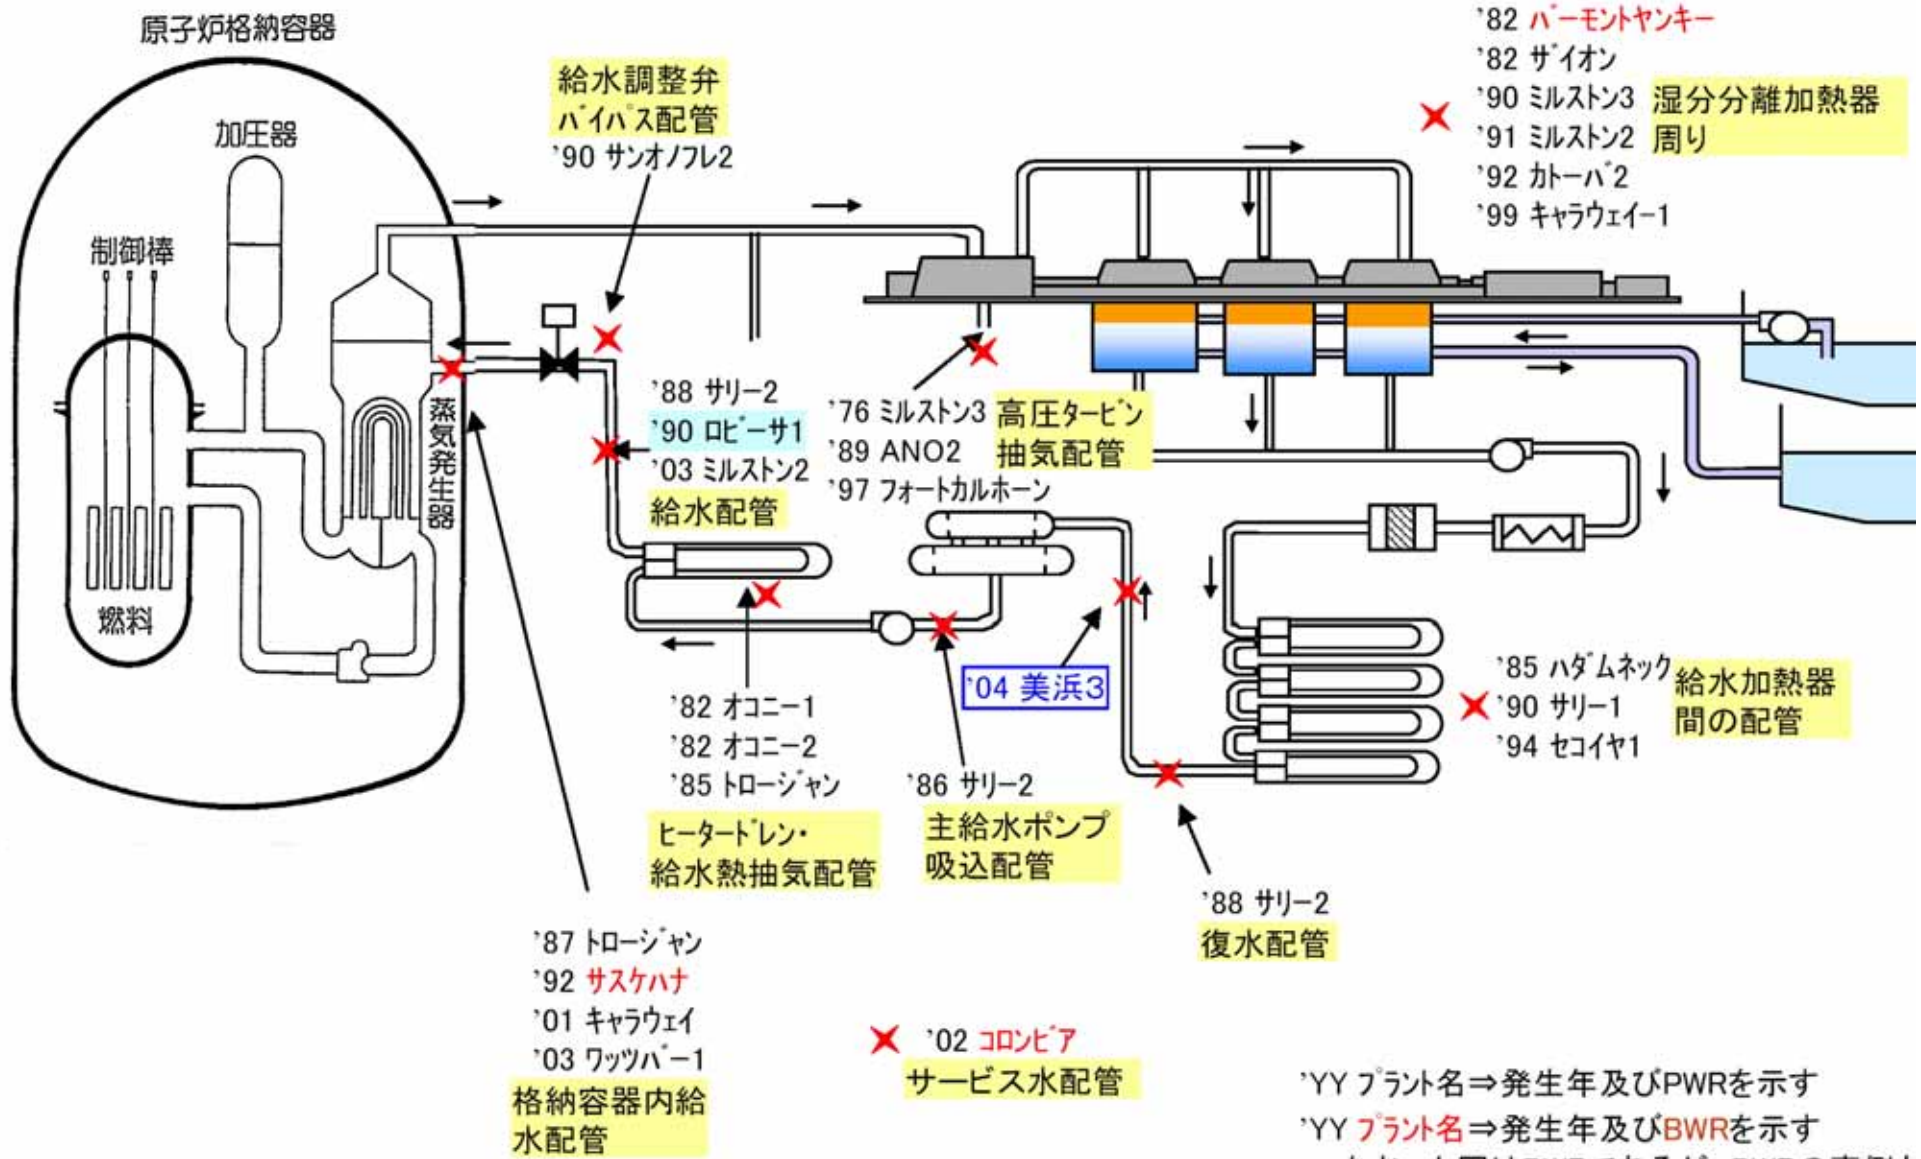 原子炉格納容器
加圧器
制御棒
燃料
蒸気発生器
給水調整弁
バイパス配管
'90 サンオノフレ2
'82 バーモントヤンキー
'82 ザイオン
'90 ミルストン3
'91 ミルストン2
'92 カトーバ2
'99 キャラウェイー1
湿分分離加熱器
周り
'88 サリー2
'90 ロビーサ1
'03 ミルストン2
給水配管
'76 ミルストン3
'89 ANO2
'97 フォートカルホーン
高圧タービン
抽気配管
'04 美浜3
'85 ハダムネック
'90 サリー1
'94 セコイヤ1
給水加熱器
間の配管
'82 オコニー1
'82 オコニー2
'85 トロージャン
ヒータードレン・
給水熱抽気配管
'86 サリー2
主給水ポンプ
吸込配管
'88 サリー2
復水配管
'87 トロージャン
'92 サスケハナ
'01 キャラウェイ
'03 ワッツバー1
格納容器内給
水配管
'02 コロンビア
サービス水配管
'YY プラント名⇒発生年及びPWRを示す
'YY プラント名⇒発生年及びBWRを示す